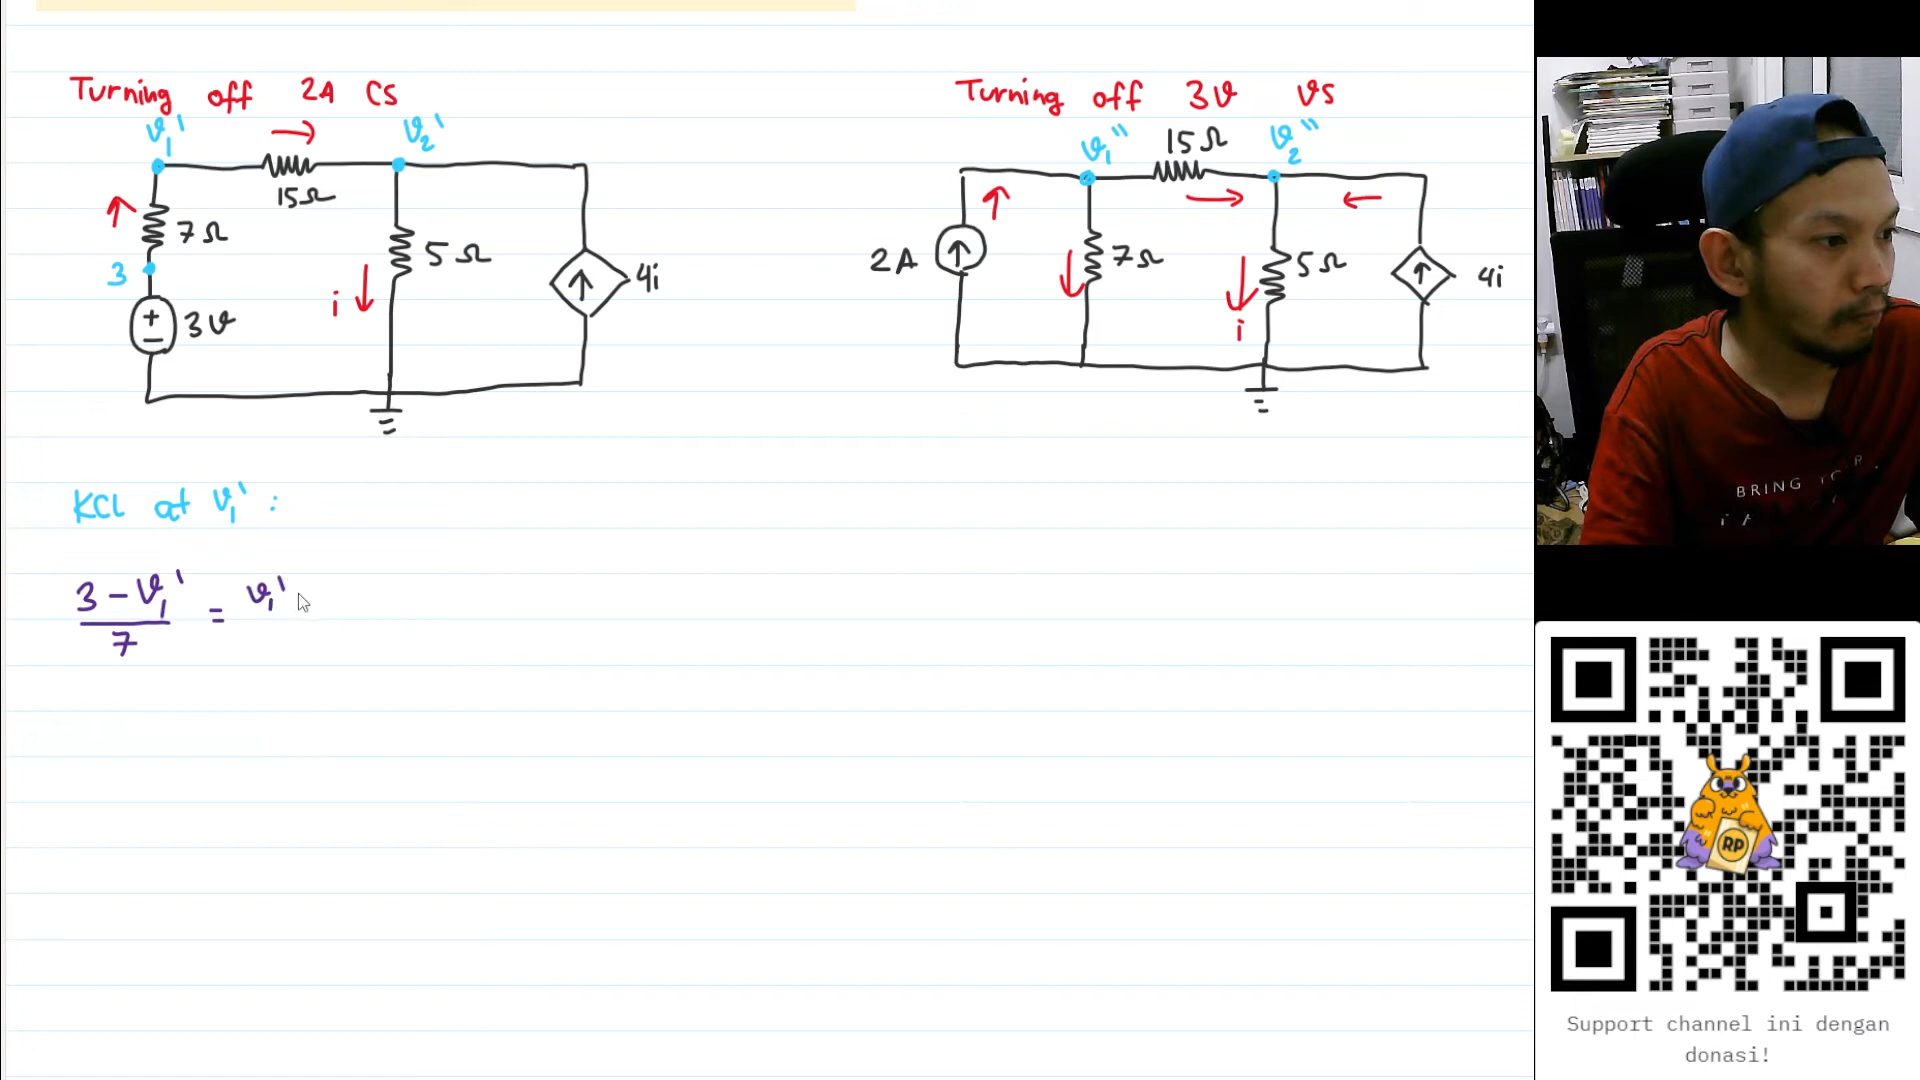 Turning off 2A CS
v₁'
v₂'
15Ω
7Ω
3
5Ω
i
4i
3v
+
−
Turning off 3v vs
v₁''
15Ω
v₂''
2A
7Ω
5Ω
4i
i
KCL at v₁' :
3 − v₁'
7
= v₁'
BRING
RP
Support channel ini dengan
donasi!